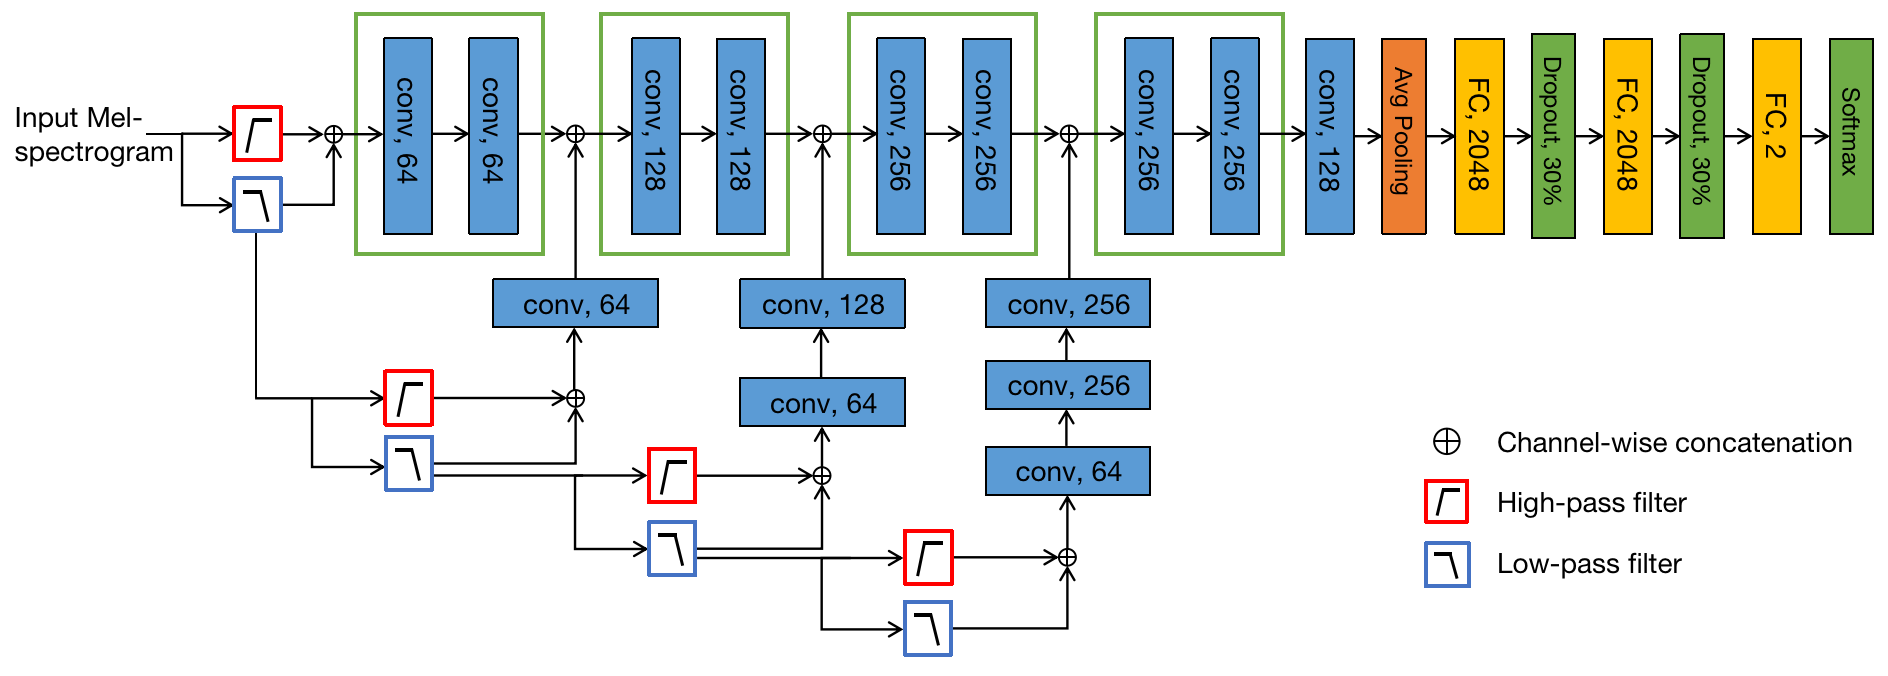 Input Mel-
spectrogram
conv, 64
conv, 64
conv, 128
conv, 128
conv, 256
conv, 256
conv, 256
conv, 256
conv, 128
Avg Pooling
FC, 2048
Dropout, 30%
FC, 2048
Dropout, 30%
FC, 2
Softmax
conv, 64
conv, 128
conv, 64
conv, 256
conv, 256
conv, 64
Channel-wise concatenation
High-pass filter
Low-pass filter